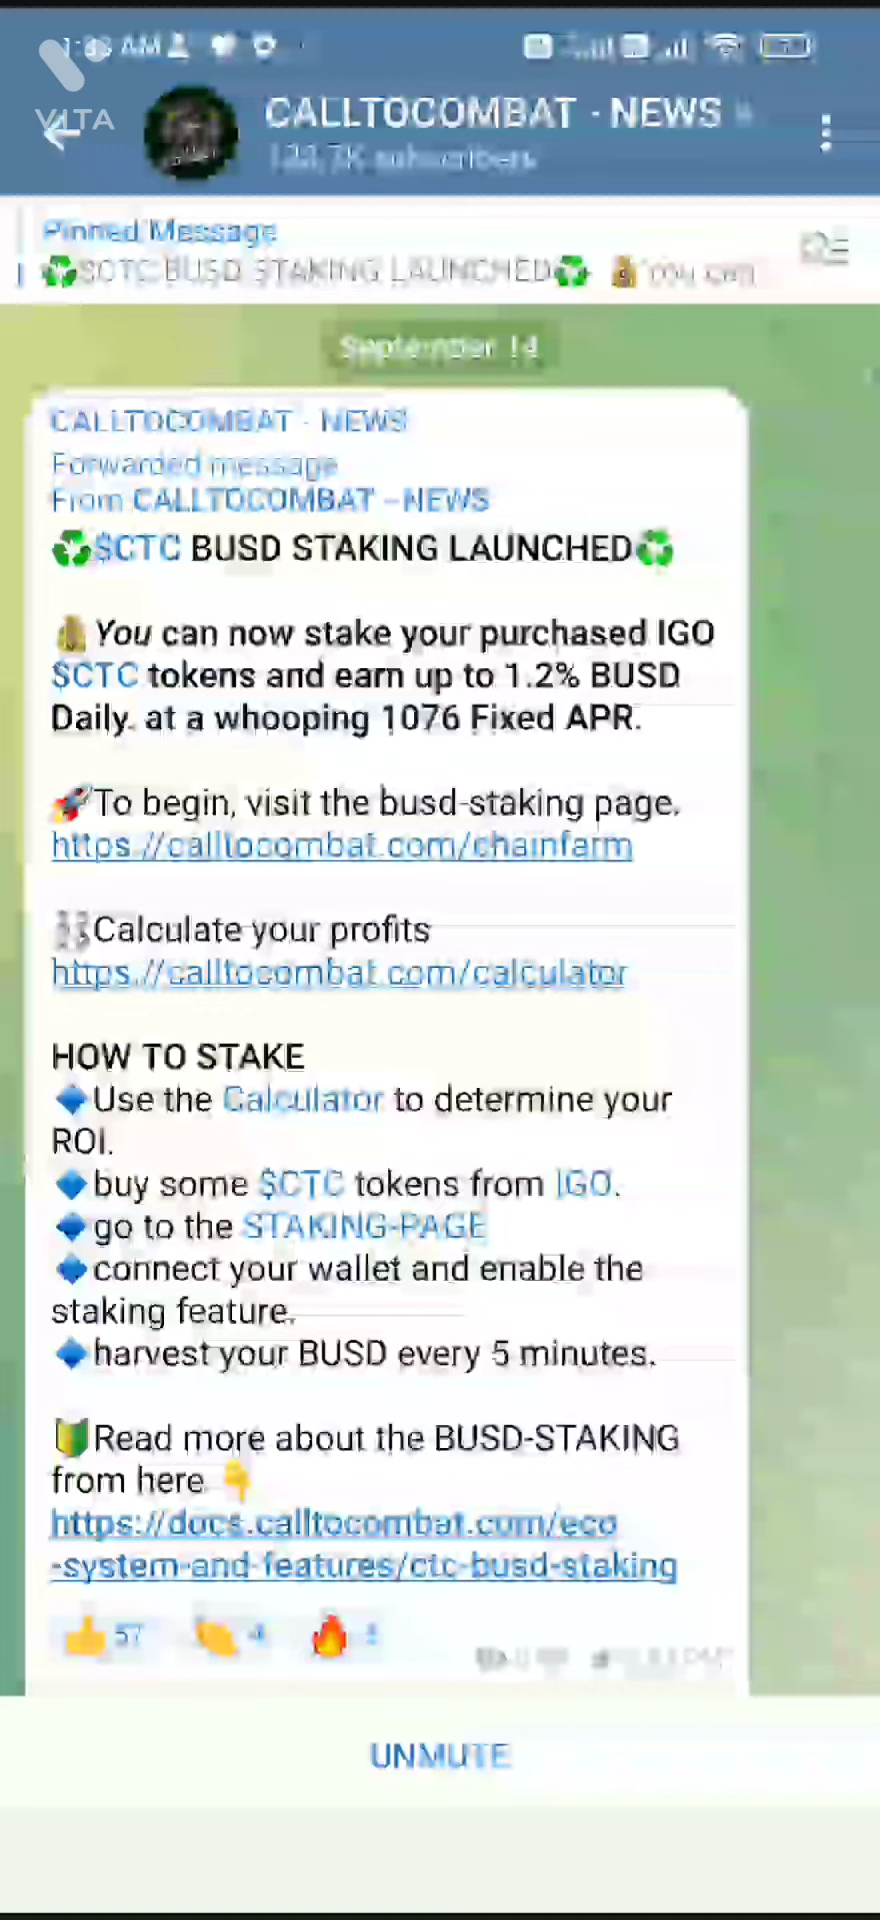 VITA
CALLTOCOMBAT - NEWS
subscribers
Pinned Message
♻️$CTC BUSD STAKING LAUNCHED♻️ 💰You can
September 14
CALLTOCOMBAT - NEWS
Forwarded message
From CALLTOCOMBAT - NEWS
♻️$CTC BUSD STAKING LAUNCHED♻️
💰You can now stake your purchased IGO
$CTC tokens and earn up to 1.2% BUSD
Daily. at a whooping 1076 Fixed APR.
🚀To begin, visit the busd-staking page.
https://calltocombat.com/chainfarm
Calculate your profits
https://calltocombat.com/calculator
HOW TO STAKE
🔹Use the Calculator to determine your
ROI.
🔹buy some $CTC tokens from IGO.
🔹go to the STAKING-PAGE
🔹connect your wallet and enable the
staking feature.
🔹harvest your BUSD every 5 minutes.
🔰Read more about the BUSD-STAKING
from here 👇
https://docs.calltocombat.com/eco
-system-and-features/ctc-busd-staking
👍 57 👏 4 🔥
UNMUTE